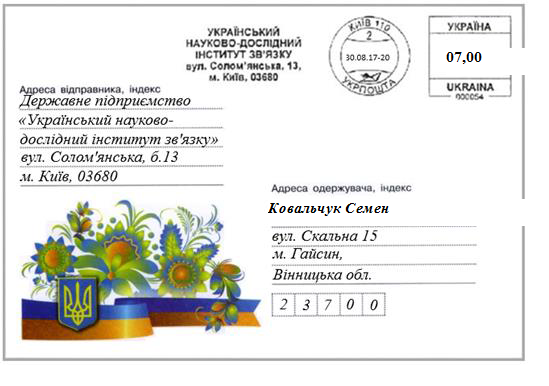 УКРАЇНСЬКИЙ
НАУКОВО-ДОСЛІДНИЙ
ІНСТИТУТ ЗВ'ЯЗКУ
вул. Солом'янська, 13,
м. Київ, 03680
КИЇВ 110
2
30.08.17-20
УКРПОШТА
УКРАЇНА
07,00
UKRAINA
000054
Адреса відправника, індекс
Державне підприємство
«Український науково-
дослідний інститут зв'язку»
вул. Солом'янська, б.13
м. Київ, 03680
Адреса одержувача, індекс
Ковальчук Семен
вул. Скальна 15
м. Гайсин,
Вінницька обл.
2 3 7 0 0